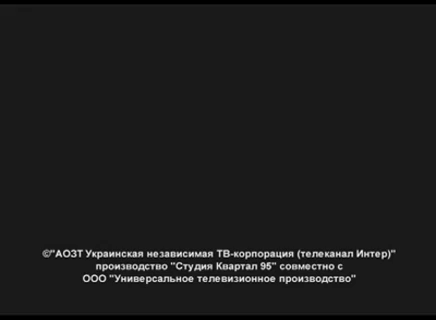 ©"АОЗТ Украинская независимая ТВ-корпорация (телеканал Интер)"
производство "Студия Квартал 95" совместно с
ООО "Универсальное телевизионное производство"